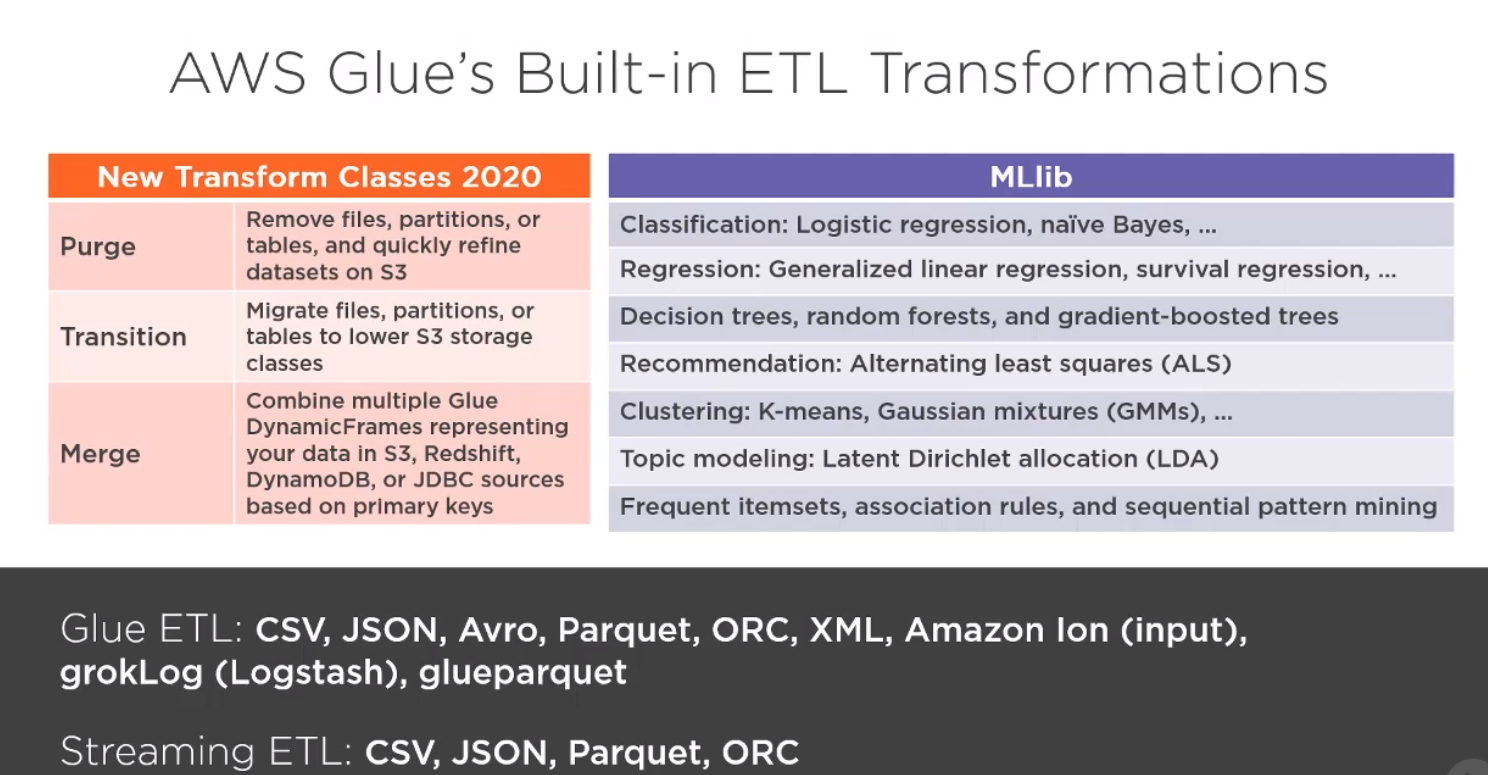 AWS Glue's Built-in ETL Transformations
New Transform Classes 2020
Purge
Remove files, partitions, or
tables, and quickly refine
datasets on S3
Transition
Migrate files, partitions, or
tables to lower S3 storage
classes
Merge
Combine multiple Glue
DynamicFrames representing
your data in S3, Redshift,
DynamoDB, or JDBC sources
based on primary keys
MLlib
Classification: Logistic regression, naïve Bayes, ...
Regression: Generalized linear regression, survival regression, ...
Decision trees, random forests, and gradient-boosted trees
Recommendation: Alternating least squares (ALS)
Clustering: K-means, Gaussian mixtures (GMMs), ...
Topic modeling: Latent Dirichlet allocation (LDA)
Frequent itemsets, association rules, and sequential pattern mining
Glue ETL: CSV, JSON, Avro, Parquet, ORC, XML, Amazon Ion (input),
grokLog (Logstash), glueparquet
Streaming ETL: CSV, JSON, Parquet, ORC